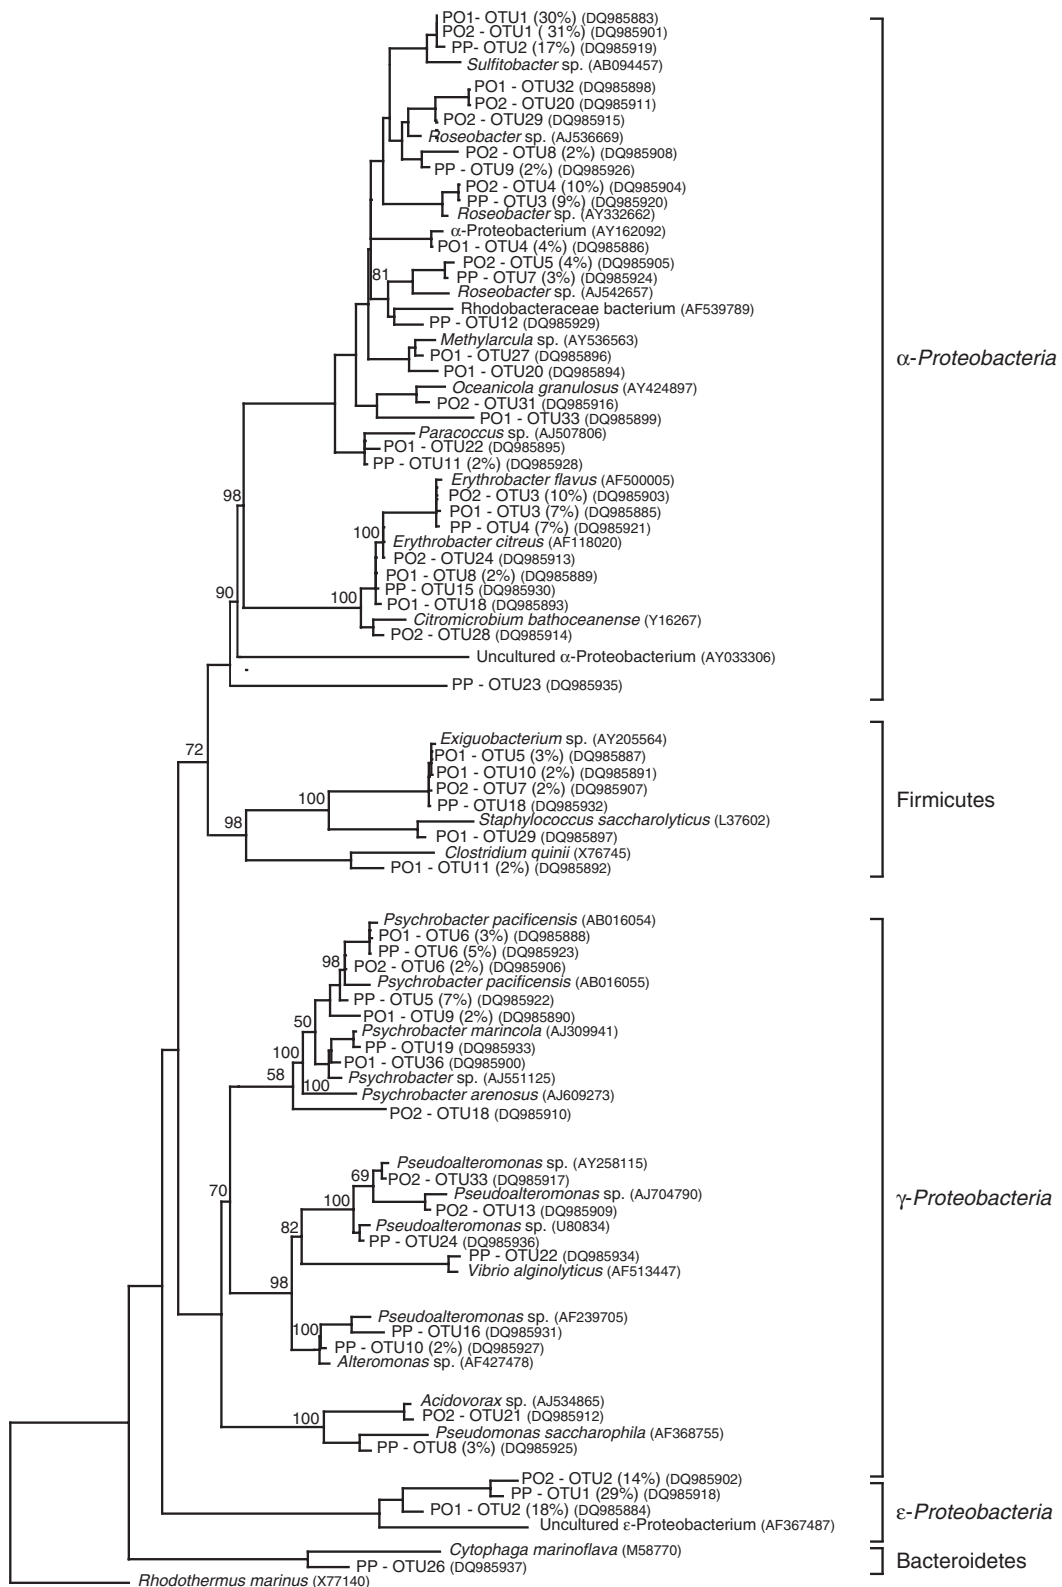 PO1- OTU1 (30%) (DQ985883)
PO2 - OTU1 ( 31%) (DQ985901)
PP- OTU2 (17%) (DQ985919)
Sulfitobacter sp. (AB094457)
PO1 - OTU32 (DQ985898)
PO2 - OTU20 (DQ985911)
PO2 - OTU29 (DQ985915)
Roseobacter sp. (AJ536669)
PO2 - OTU8 (2%) (DQ985908)
PP - OTU9 (2%) (DQ985926)
PO2 - OTU4 (10%) (DQ985904)
PP - OTU3 (9%) (DQ985920)
Roseobacter sp. (AY332662)
α-Proteobacterium (AY162092)
PO1 - OTU4 (4%) (DQ985886)
PO2 - OTU5 (4%) (DQ985905)
81
PP - OTU7 (3%) (DQ985924)
Roseobacter sp. (AJ542657)
Rhodobacteraceae bacterium (AF539789)
PP - OTU12 (DQ985929)
Methylarcula sp. (AY536563)
PO1 - OTU27 (DQ985896)
α-Proteobacteria
PO1 - OTU20 (DQ985894)
Oceanicola granulosus (AY424897)
PO2 - OTU31 (DQ985916)
PO1 - OTU33 (DQ985899)
Paracoccus sp. (AJ507806)
PO1 - OTU22 (DQ985895)
PP - OTU11 (2%) (DQ985928)
Erythrobacter flavus (AF500005)
98
PO2 - OTU3 (10%) (DQ985903)
PO1 - OTU3 (7%) (DQ985885)
PP - OTU4 (7%) (DQ985921)
100
Erythrobacter citreus (AF118020)
PO2 - OTU24 (DQ985913)
PO1 - OTU8 (2%) (DQ985889)
90
PP - OTU15 (DQ985930)
100
PO1 - OTU18 (DQ985893)
Citromicrobium bathoceanense (Y16267)
PO2 - OTU28 (DQ985914)
Uncultured α-Proteobacterium (AY033306)
PP - OTU23 (DQ985935)
72
Exiguobacterium sp. (AY205564)
PO1 - OTU5 (3%) (DQ985887)
PO1 - OTU10 (2%) (DQ985891)
PO2 - OTU7 (2%) (DQ985907)
100
PP - OTU18 (DQ985932)
Firmicutes
98
Staphylococcus saccharolyticus (L37602)
PO1 - OTU29 (DQ985897)
Clostridium quinii (X76745)
PO1 - OTU11 (2%) (DQ985892)
Psychrobacter pacificensis (AB016054)
PO1 - OTU6 (3%) (DQ985888)
PP - OTU6 (5%) (DQ985923)
98
PO2 - OTU6 (2%) (DQ985906)
Psychrobacter pacificensis (AB016055)
PP - OTU5 (7%) (DQ985922)
PO1 - OTU9 (2%) (DQ985890)
50
Psychrobacter marincola (AJ309941)
PP - OTU19 (DQ985933)
100
PO1 - OTU36 (DQ985900)
58
Psychrobacter sp. (AJ551125)
100
Psychrobacter arenosus (AJ609273)
PO2 - OTU18 (DQ985910)
Pseudoalteromonas sp. (AY258115)
69
PO2 - OTU33 (DQ985917)
70
Pseudoalteromonas sp. (AJ704790)
γ-Proteobacteria
100
PO2 - OTU13 (DQ985909)
82
Pseudoalteromonas sp. (U80834)
PP - OTU24 (DQ985936)
PP - OTU22 (DQ985934)
Vibrio alginolyticus (AF513447)
98
Pseudoalteromonas sp. (AF239705)
100
PP - OTU16 (DQ985931)
PP - OTU10 (2%) (DQ985927)
Alteromonas sp. (AF427478)
Acidovorax sp. (AJ534865)
100
PO2 - OTU21 (DQ985912)
Pseudomonas saccharophila (AF368755)
PP - OTU8 (3%) (DQ985925)
PO2 - OTU2 (14%) (DQ985902)
PP - OTU1 (29%) (DQ985918)
PO1 - OTU2 (18%) (DQ985884)
ε-Proteobacteria
Uncultured ε-Proteobacterium (AF367487)
Cytophaga marinoflava (M58770)
Bacteroidetes
PP - OTU26 (DQ985937)
Rhodothermus marinus (X77140)